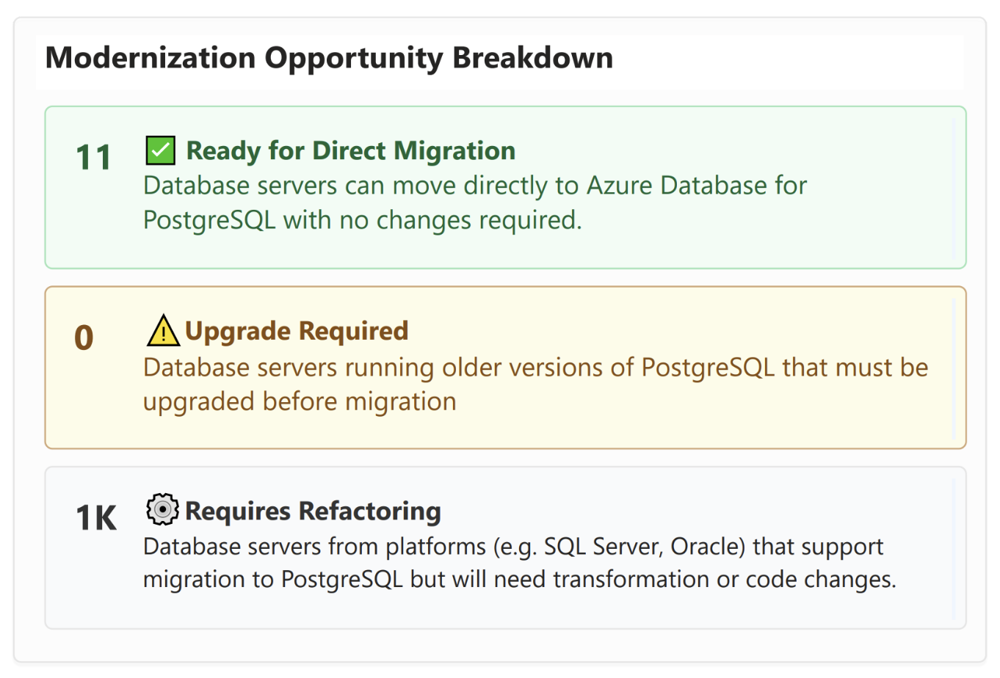 Modernization Opportunity Breakdown
11
Ready for Direct Migration
Database servers can move directly to Azure Database for
PostgreSQL with no changes required.
0
Upgrade Required
Database servers running older versions of PostgreSQL that must be
upgraded before migration
1K
Requires Refactoring
Database servers from platforms (e.g. SQL Server, Oracle) that support
migration to PostgreSQL but will need transformation or code changes.